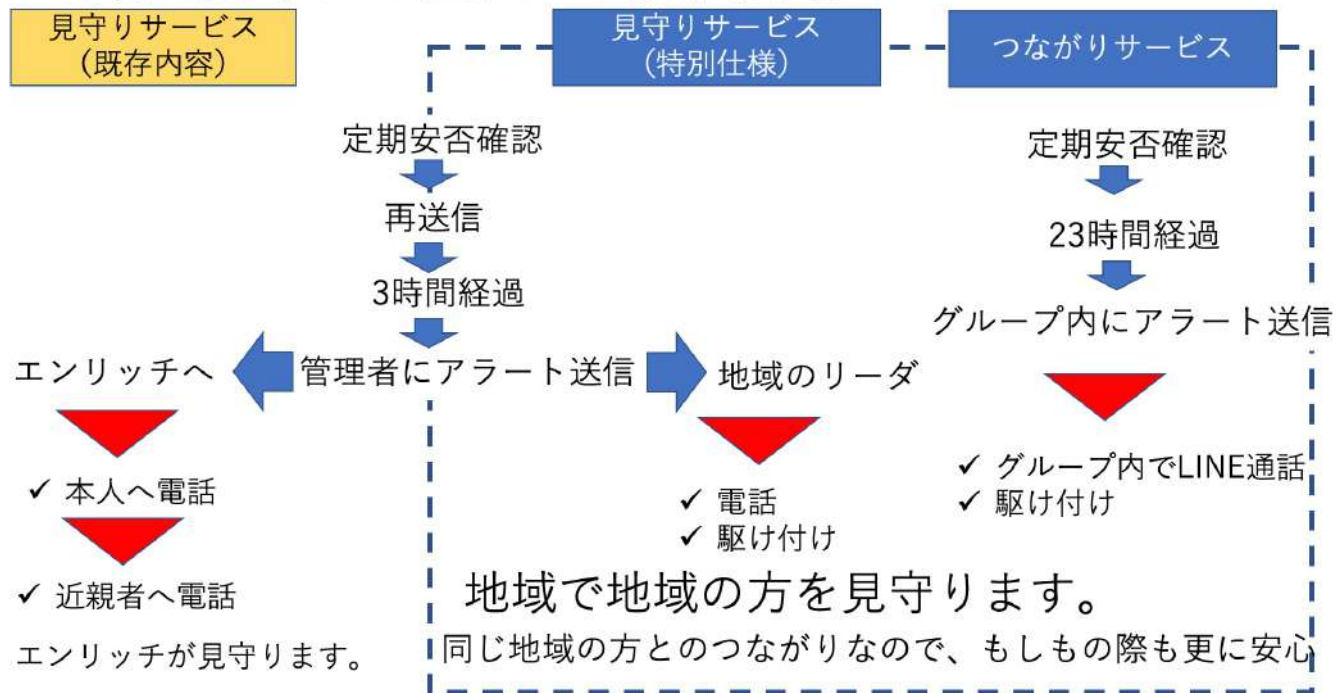 見守りサービス
(既存内容)
見守りサービス
(特別仕様)
つながりサービス
定期安否確認
再送信
3時間経過
管理者にアラート送信
エンリッチへ
✓ 本人へ電話
✓ 近親者へ電話
エンリッチが見守ります。
地域のリーダ
✓ 電話
✓ 駆け付け
定期安否確認
23時間経過
グループ内にアラート送信
✓ グループ内でLINE通話
✓ 駆け付け
地域で地域の方を見守ります。
同じ地域の方とのつながりなので、もしもの際も更に安心